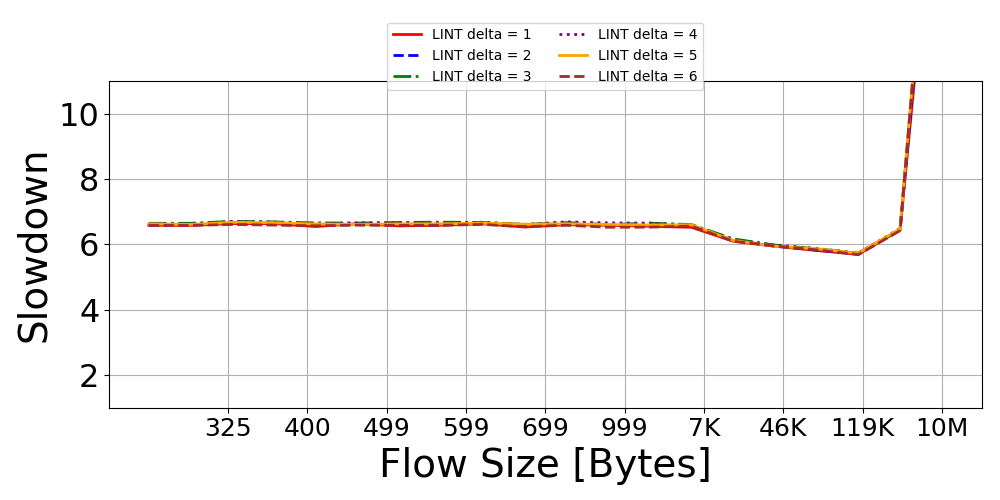 LINT delta = 1
LINT delta = 2
LINT delta = 3
LINT delta = 4
LINT delta = 5
LINT delta = 6
Slowdown
10
8
6
4
2
325 400 499 599 699 999 7K 46K 119K 10M
Flow Size [Bytes]